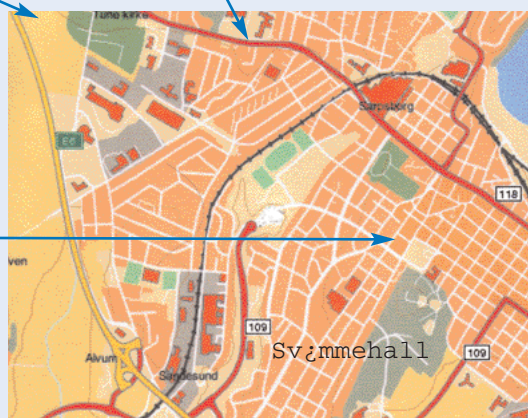 Tune kirke
Sarpsborg
E6
118
ven
109
Sv¿mmehall
109
Alvum
Sandesund